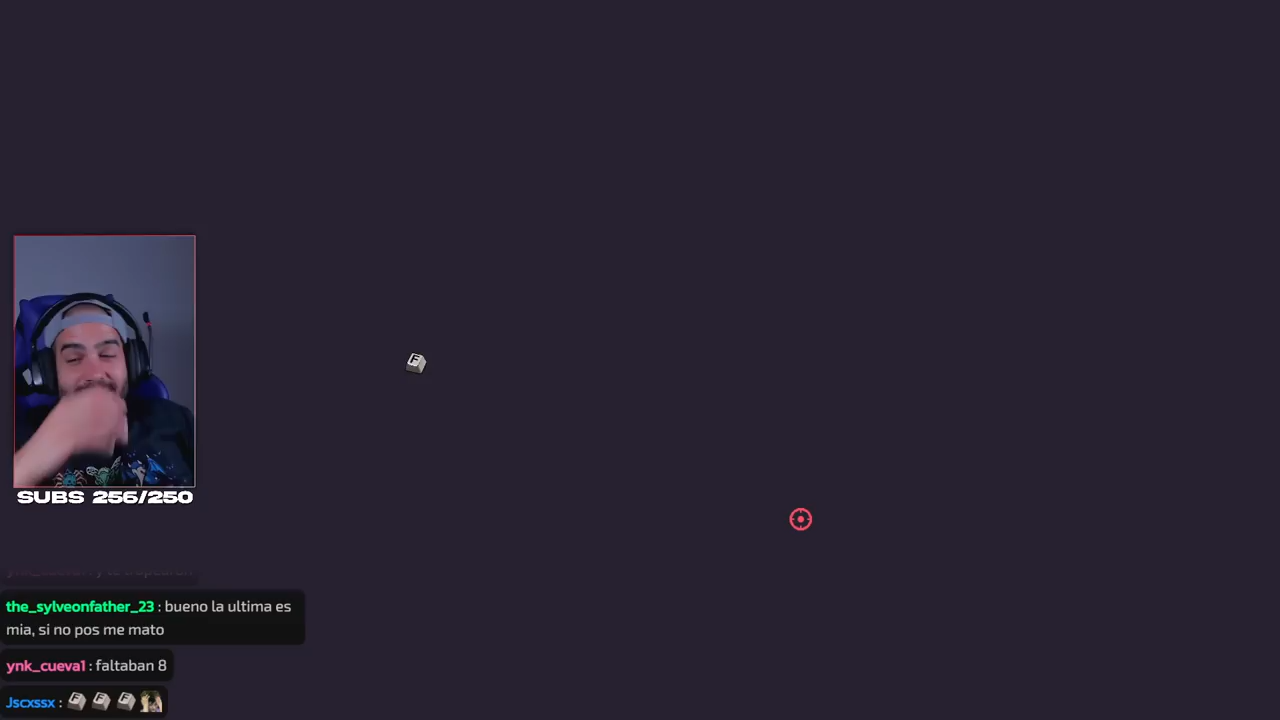 F
SUBS 256/250
the_sylveonfather_23 : bueno la ultima es
mia, si no pos me mato
ynk_cueva1 : faltaban 8
Jscxssx : F F F